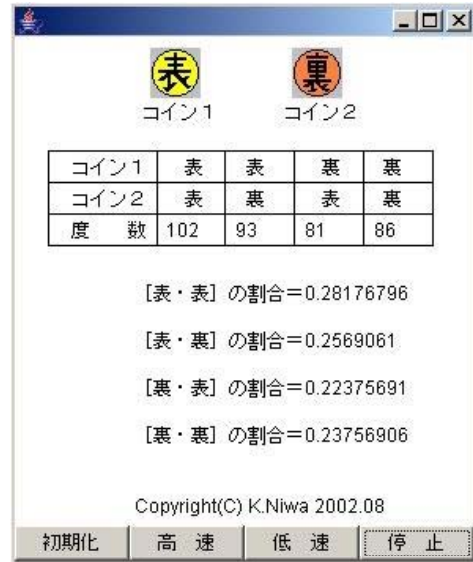 表 裏
コイン1 コイン2
コイン1 表 表 裏 裏
コイン2 表 裏 表 裏
度 数 102 93 81 86
[表・表] の割合=0.28176796
[表・裏] の割合=0.2569061
[裏・表] の割合=0.22375691
[裏・裏] の割合=0.23756906
Copyright(C) K.Niwa 2002.08
初期化 高 速 低 速 停 止